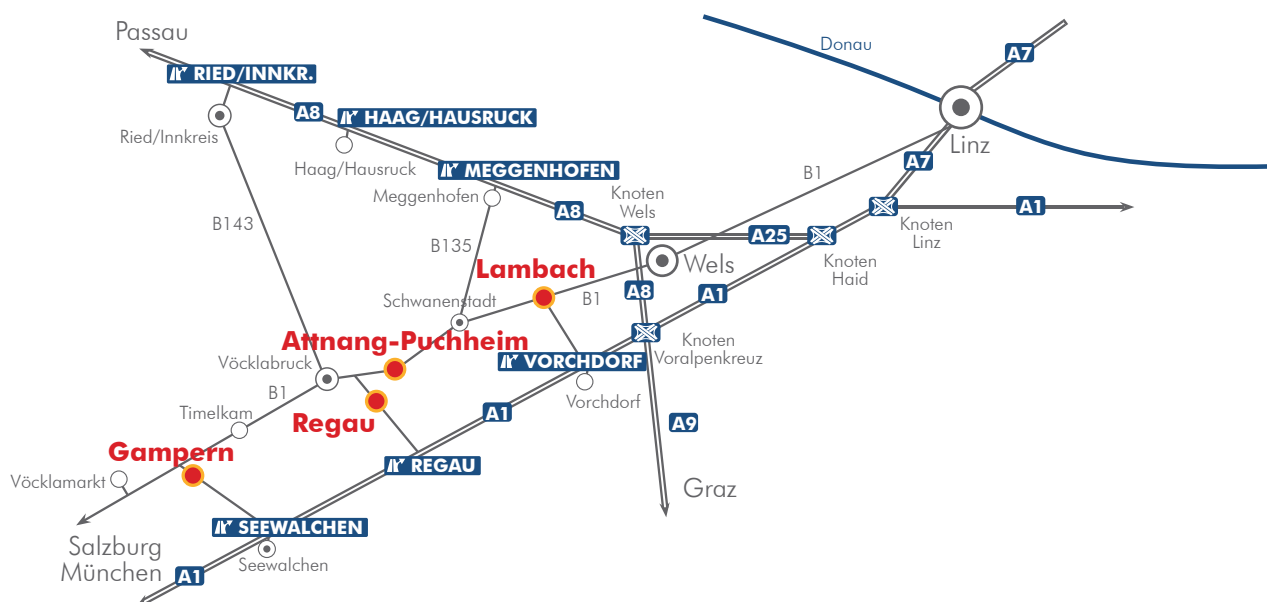 Passau
Donau
A7
RIED/INNKR.
A8
HAAG/HAUSRUCK
Ried/Innkreis
Linz
Haag/Hausruck
MEGGENHOFEN
A7
B1
Meggenhofen
Knoten
Wels
A8
A1
B143
Knoten
Linz
B135
A25
Wels
Knoten
Haid
Lambach
A8
A1
B1
Schwanenstadt
Attnang-Puchheim
Knoten
Voralpenkreuz
Vöcklabruck
VORCHDORF
B1
Vorchdorf
Timelkam
Regau
A1
A9
Gampern
REGAU
Vöcklamarkt
Graz
SEEWALCHEN
Salzburg
München
Seewalchen
A1